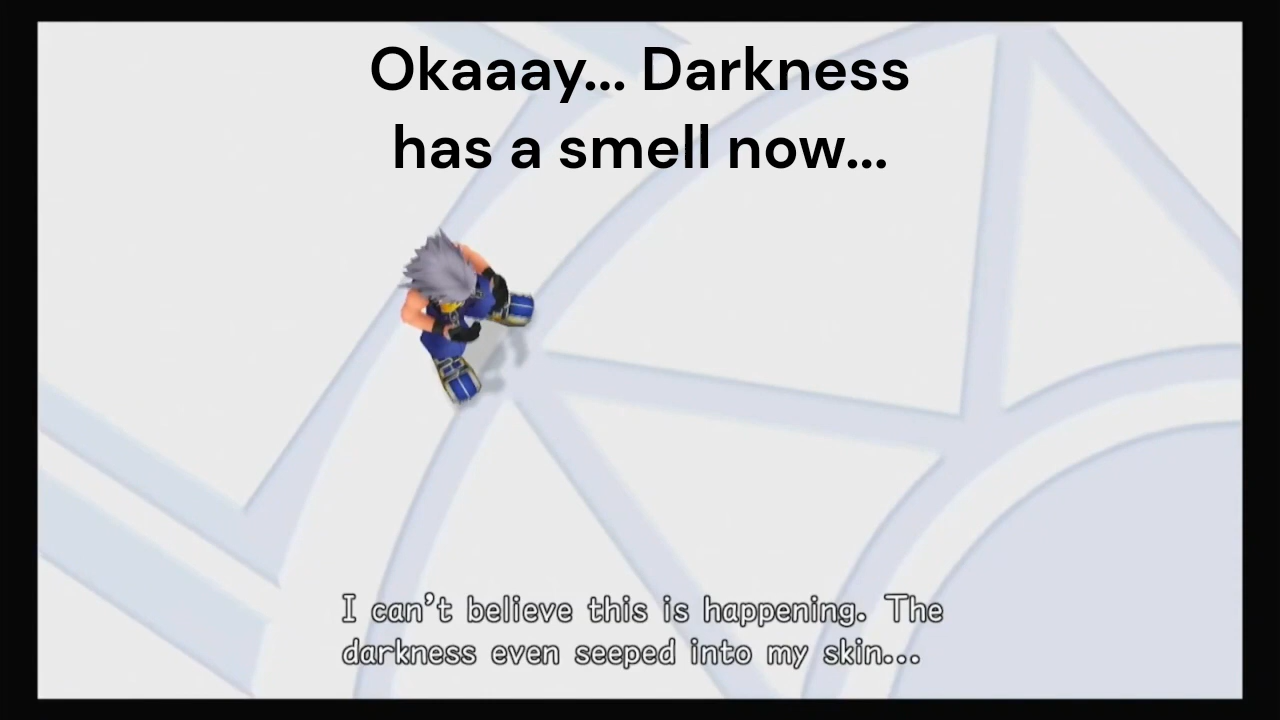 Okaaay... Darkness
has a smell now...
I can't believe this is happening. The
darkness even seeped into my skin...